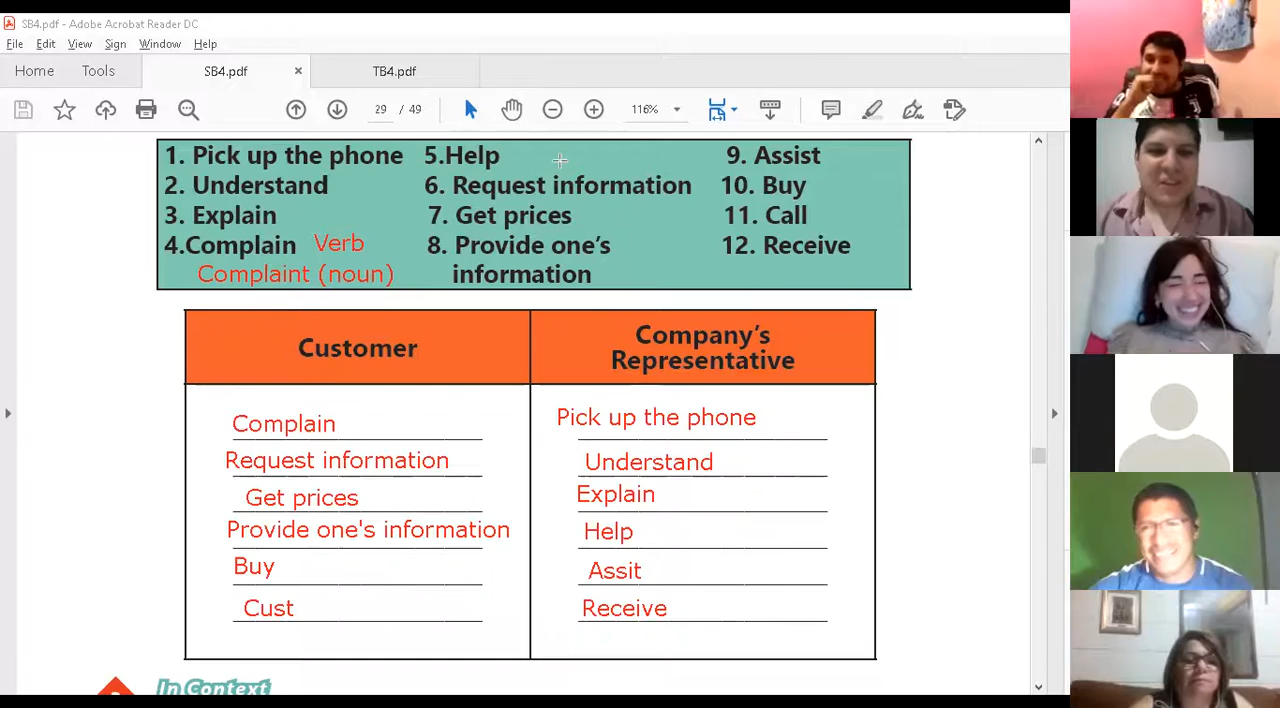 SB4.pdf - Adobe Acrobat Reader DC
File Edit View Sign Window Help
Home Tools SB4.pdf × TB4.pdf
29 / 49 116%
1. Pick up the phone 5.Help 9. Assist
2. Understand 6. Request information 10. Buy
3. Explain 7. Get prices 11. Call
4.Complain Verb 8. Provide one's 12. Receive
Complaint (noun) information
Customer Company's
Representative
Complain Pick up the phone
Request information Understand
Get prices Explain
Provide one's information Help
Buy Assit
Cust Receive
In Context